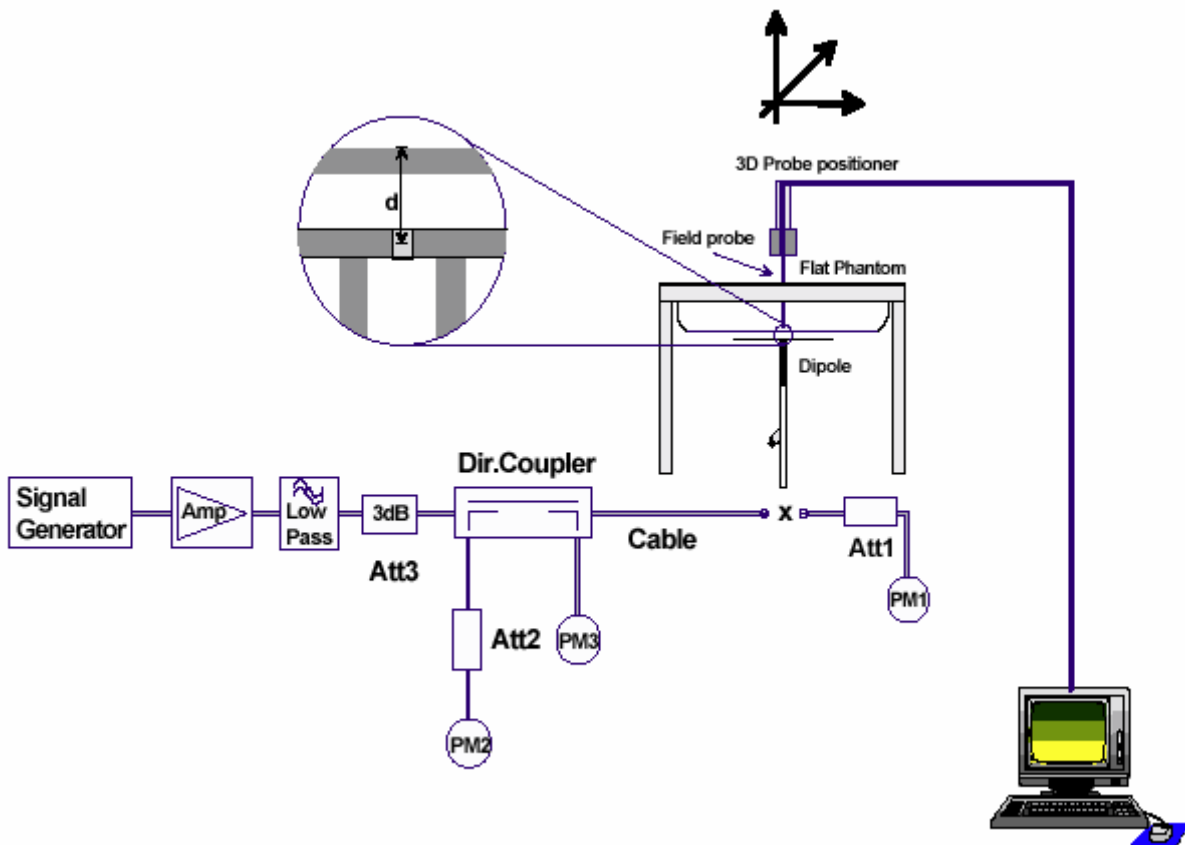 3D Probe positioner
d
Field probe
Flat Phantom
Dipole
Dir.Coupler
Signal
Generator
Amp
Low
Pass
3dB
Cable
x
Att1
Att3
PM1
Att2
PM3
PM2